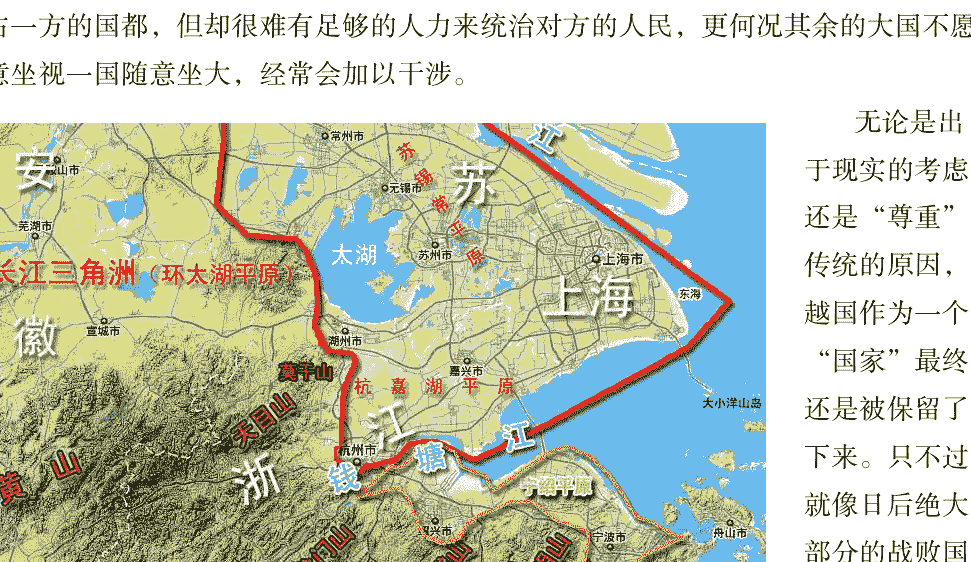 占一方的国都，但却很难有足够的人力来统治对方的人民，更何况其余的大国不愿
意坐视一国随意坐大，经常会加以干涉。
无论是出
于现实的考虑
还是“尊重”
传统的原因，
越国作为一个
“国家”最终
还是被保留了
下来。只不过
就像日后绝大
部分的战败国
常州市
江
安
马鞍山市
苏锡常平原
无锡市
苏
芜湖市
太湖
苏州市
上海市
长江三角洲（环太湖平原）
上海
东海
徽
宣城市
湖州市
莫干山
嘉兴市
杭嘉湖平原
大小洋山岛
天目山
江
杭州市
钱塘江
黄山
浙
宁绍平原
绍兴市
宁波市
舟山市
山
山